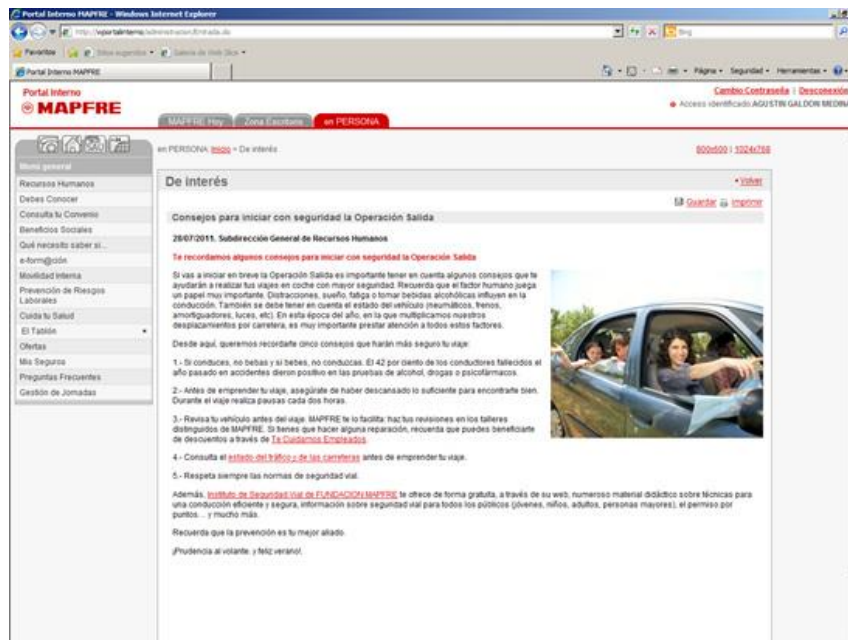 Portal Interno MAPFRE - Windows Internet Explorer
Favoritos
Portal Interno MAPFRE
Página Seguridad Herramientas
Portal Interno
MAPFRE
Cambio Contraseña | Desconexión
Acceso identificado: AGUSTIN GALDON MEDINA
MAPFRE Hoy Zona Escritorio en PERSONA
en PERSONA: Inicio > De interés
800x600 | 1024x768
Menú general
Recursos Humanos
Debes Conocer
Consulta tu Convenio
Beneficios Sociales
Qué necesito saber si...
e-form@ción
Movilidad Interna
Prevención de Riesgos
Laborales
Cuida tu Salud
El Tablón
Ofertas
Mis Seguros
Preguntas Frecuentes
Gestión de Jornadas
De interés
Volver
Guardar Imprimir
Consejos para iniciar con seguridad la Operación Salida
28/07/2011. Subdirección General de Recursos Humanos
Te recordamos algunos consejos para iniciar con seguridad la Operación Salida
Si vas a iniciar en breve la Operación Salida es importante tener en cuenta algunos consejos que te
ayudarán a realizar tus viajes en coche con mayor seguridad. Recuerda que el factor humano juega
un papel muy importante. Distracciones, sueño, fatiga o tomar bebidas alcohólicas influyen en la
conducción. También se debe tener en cuenta el estado del vehículo (neumáticos, frenos,
amortiguadores, luces, etc). En esta época del año, en la que multiplicamos nuestros
desplazamientos por carretera, es muy importante prestar atención a todos estos factores.
Desde aquí, queremos recordarte cinco consejos que harán más seguro tu viaje:
1.- Si conduces, no bebas y si bebes, no conduzcas. El 42 por ciento de los conductores fallecidos el
año pasado en accidentes dieron positivo en las pruebas de alcohol, drogas o psicofármacos.
2.- Antes de emprender tu viaje, asegúrate de haber descansado lo suficiente para encontrarte bien.
Durante el viaje realiza pausas cada dos horas.
3.- Revisa tu vehículo antes del viaje. MAPFRE te lo facilita: haz tus revisiones en los talleres
distinguidos de MAPFRE. Si tienes que hacer alguna reparación, recuerda que puedes beneficiarte
de descuentos a través de Te Cuidamos Empleados.
4.- Consulta el estado del tráfico y de las carreteras antes de emprender tu viaje.
5.- Respeta siempre las normas de seguridad vial.
Además, Instituto de Seguridad Vial de FUNDACION MAPFRE te ofrece de forma gratuita, a través de su web, numeroso material didáctico sobre técnicas para
una conducción eficiente y segura, información sobre seguridad vial para todos los públicos (jóvenes, niños, adultos, personas mayores), el permiso por
puntos... y mucho más.
Recuerda que la prevención es tu mejor aliado.
¡Prudencia al volante. y feliz verano!.